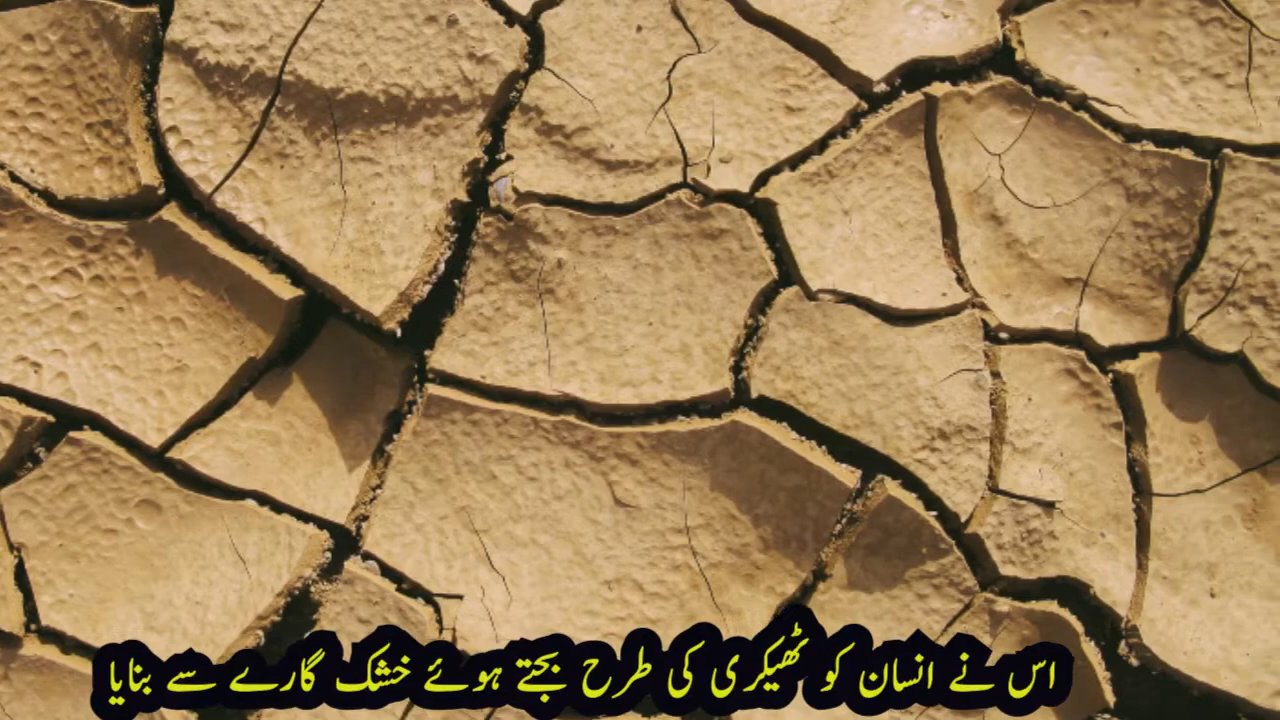 اس نے انسان کو ٹھیکری کی طرح بجتے ہوئے خشک گارے سے بنایا